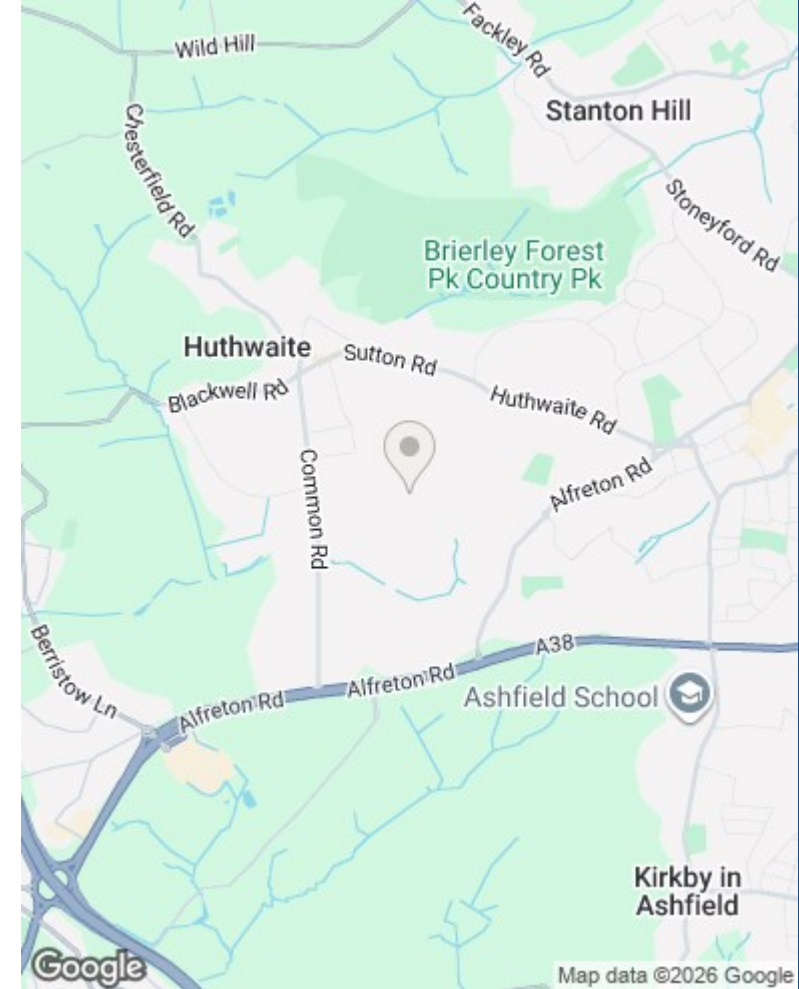 Fackley Rd
Wild Hill
Stanton Hill
Chesterfield Rd
Stoneyford Rd
Brierley Forest
Pk Country Pk
Huthwaite
Sutton Rd
Blackwell Rd
Huthwaite Rd
Common Rd
Alfreton Rd
Berristow Ln
A38
Alfreton Rd
Alfreton Rd
Ashfield School
Kirkby in
Ashfield
Google
Map data ©2026 Google